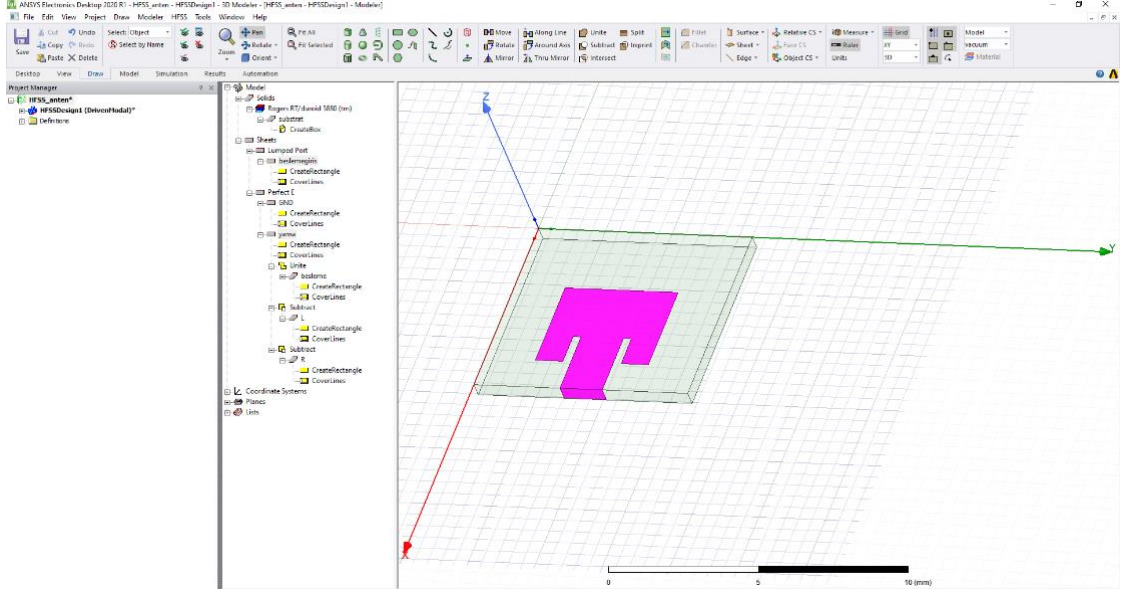 ANSYS Electronics Desktop 2020 R1 - HFSS_anten - HFSSDesign1 - 3D Modeler - [HFSS_anten - HFSSDesign1 - Modeler]
File Edit View Project Draw Modeler HFSS Tools Window Help
Save
Cut Undo Select: Object
Copy Redo Select by Name
Paste Delete
Zoom
Pan
Rotate
Orient
Fit All
Fit Selected
Move Along Line
Rotate Around Axis
Mirror Thru Mirror
Unite Split
Subtract Imprint
Intersect
Fillet
Chamfer
Surface
Sheet
Edge
Relative CS
Face CS
Object CS
Measure
Ruler
Units
Grid
XY
3D
Model
vacuum
Material
Desktop View Draw Model Simulation Results Automation
Project Manager
HFSS_anten*
HFSSDesign1 (DrivenModal)*
Definitions
Model
Solids
Rogers RT/duroid 5880 (tm)
substrat
CreateBox
Sheets
Lumped Port
beslemegiris
CreateRectangle
CoverLines
Perfect E
GND
CreateRectangle
CoverLines
yama
CreateRectangle
CoverLines
Unite
besleme
CreateRectangle
CoverLines
Subtract
L
CreateRectangle
CoverLines
Subtract
R
CreateRectangle
CoverLines
Coordinate Systems
Planes
Lists
Z
Y
X
0 5 10 (mm)